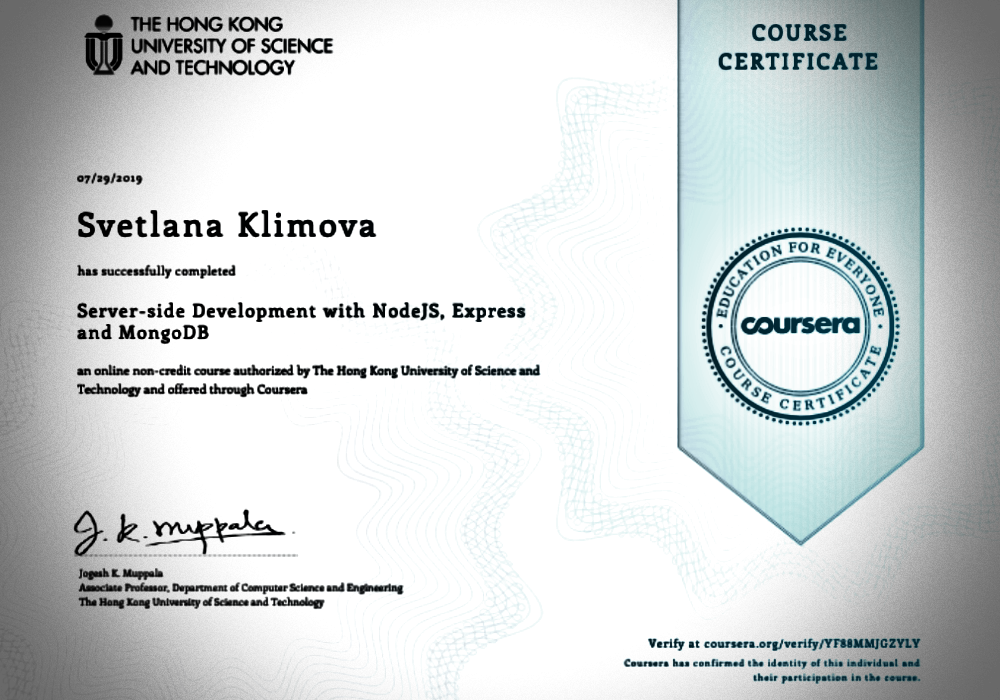 THE HONG KONG
UNIVERSITY OF SCIENCE
AND TECHNOLOGY
COURSE
CERTIFICATE
07/29/2019
Svetlana Klimova
has successfully completed
Server-side Development with NodeJS, Express
and MongoDB
an online non-credit course authorized by The Hong Kong University of Science and
Technology and offered through Coursera
EDUCATION FOR EVERYONE
coursera
COURSE CERTIFICATE
J. K. Muppala
Jogesh K. Muppala
Associate Professor, Department of Computer Science and Engineering
The Hong Kong University of Science and Technology
Verify at coursera.org/verify/YF88MMJGZYLY
Coursera has confirmed the identity of this individual and
their participation in the course.